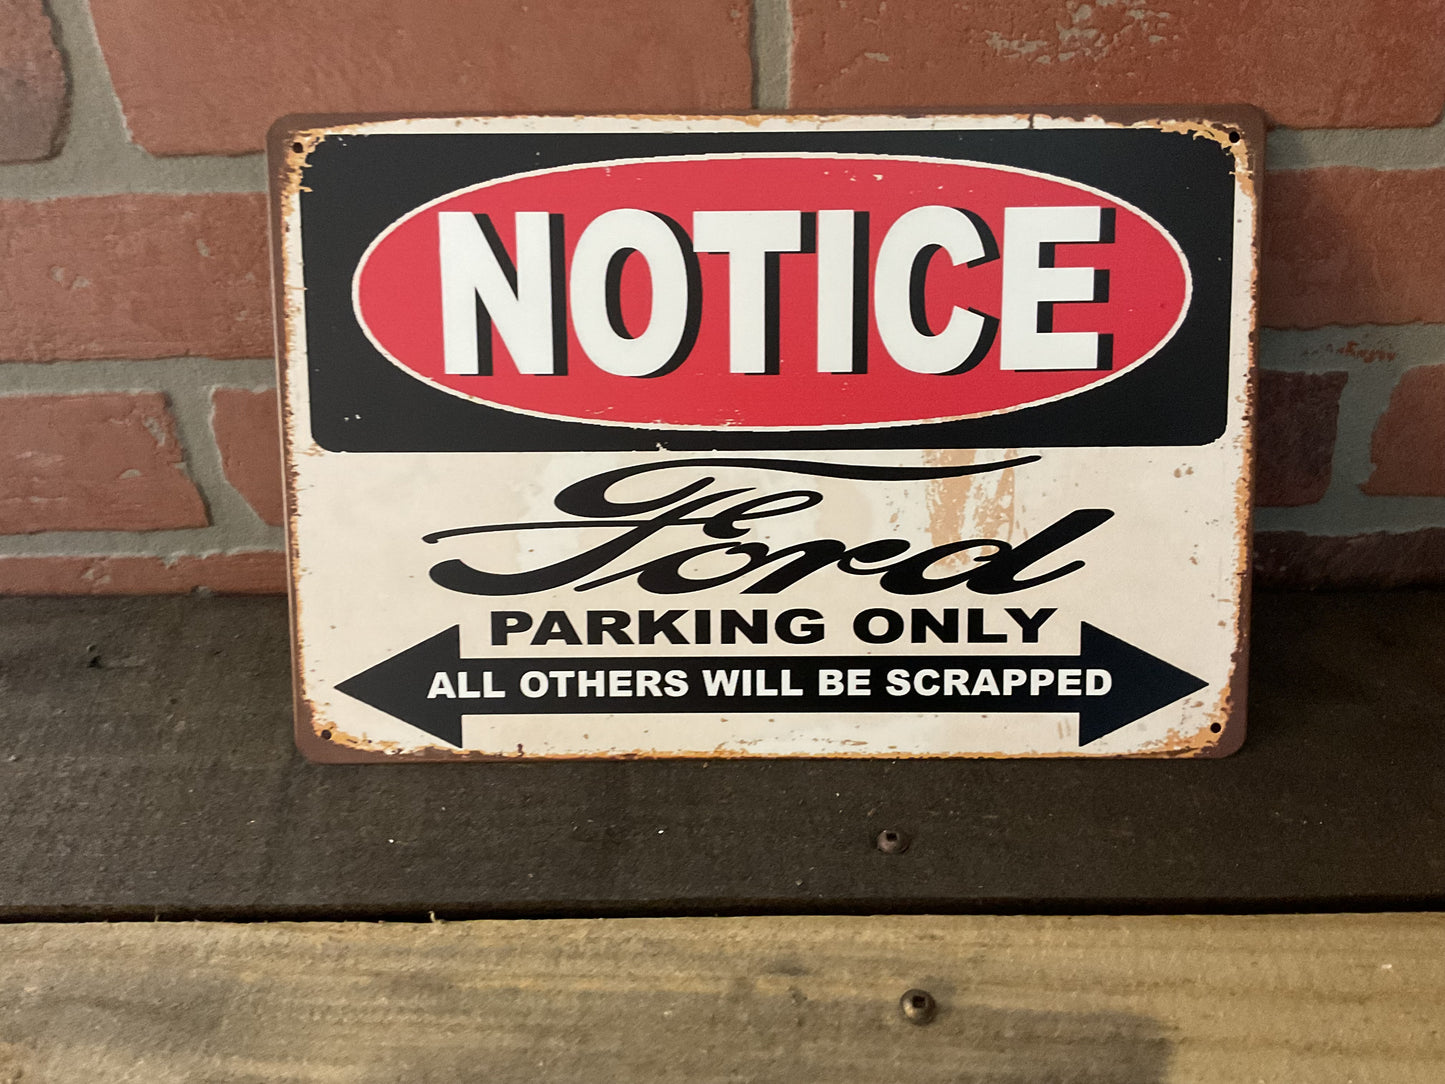 NOTICE
Ford
PARKING ONLY
ALL OTHERS WILL BE SCRAPPED